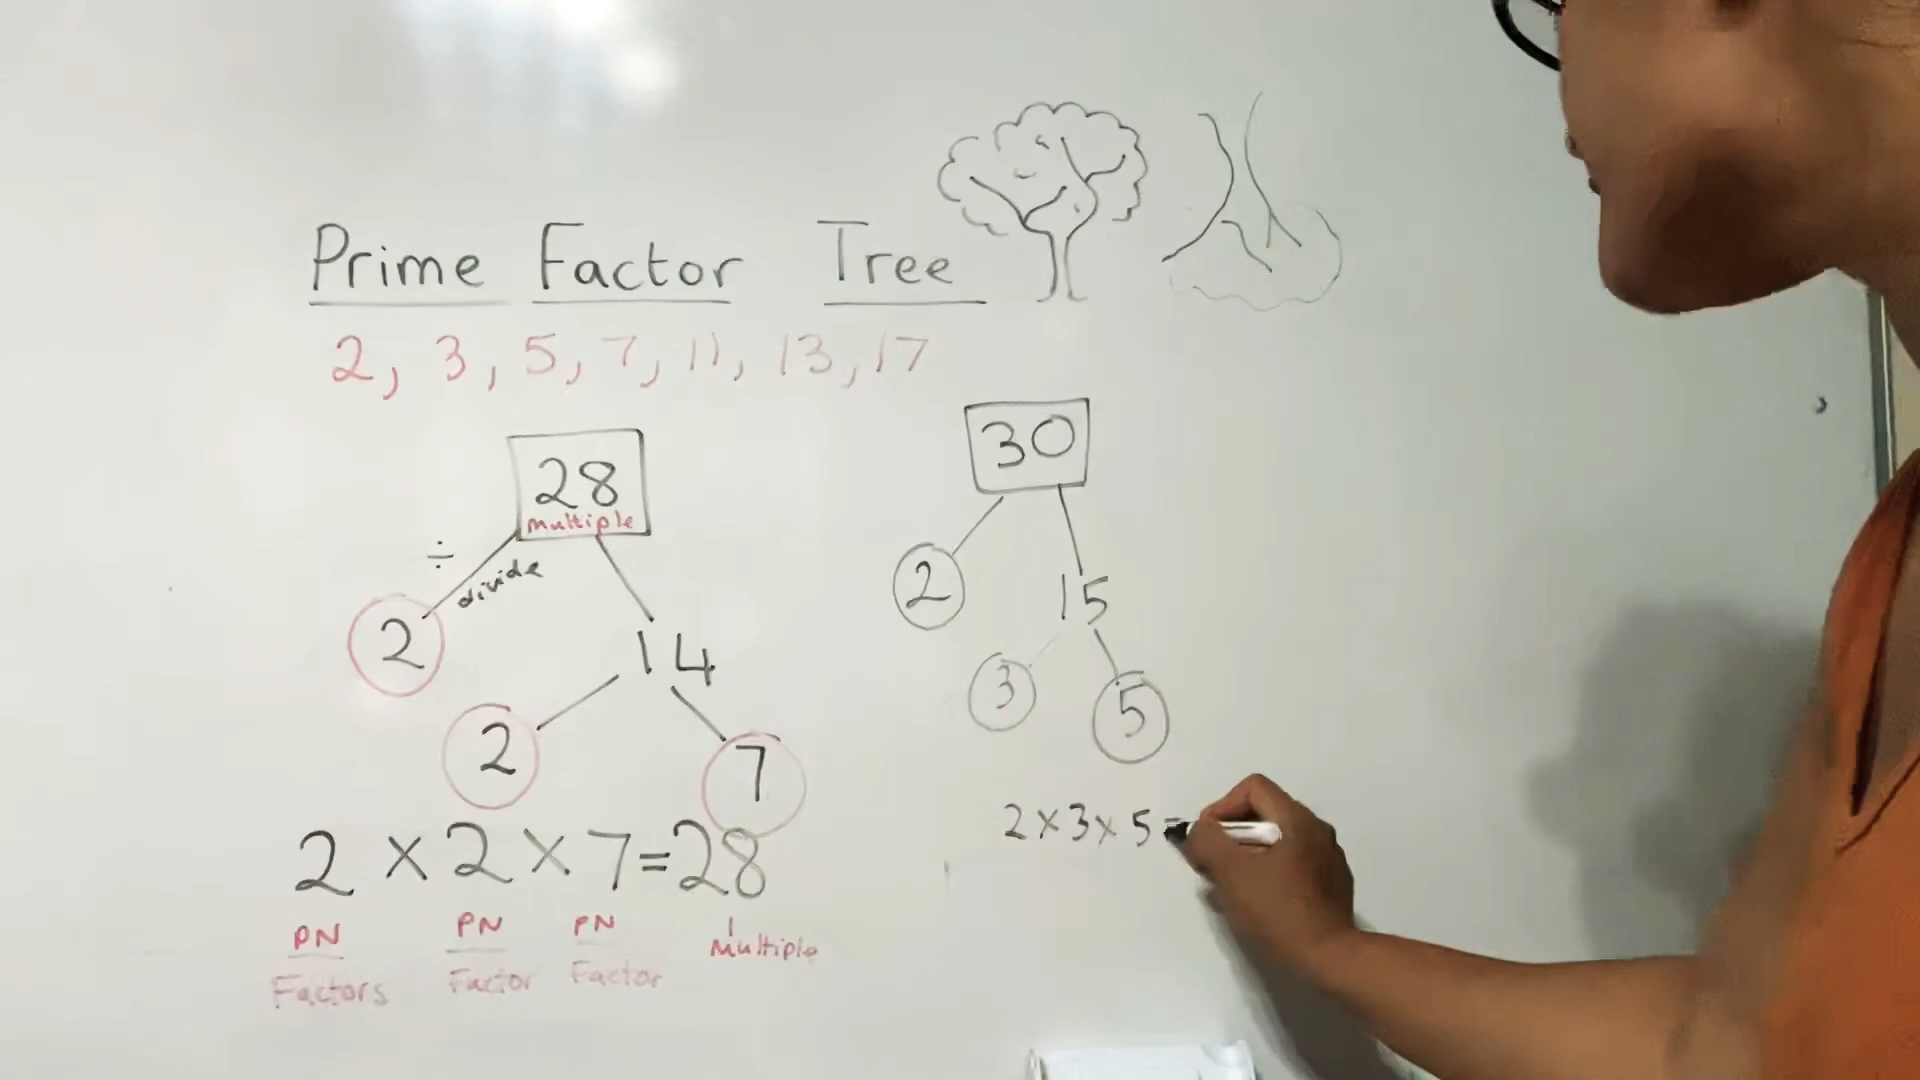 Prime Factor Tree
2, 3, 5, 7, 11, 13, 17
28
multiple
÷
divide
2
14
2
7
2 × 2 × 7 = 28
PN PN PN Multiple
Factors Factor Factor
30
2
15
3
5
2 × 3 × 5 =